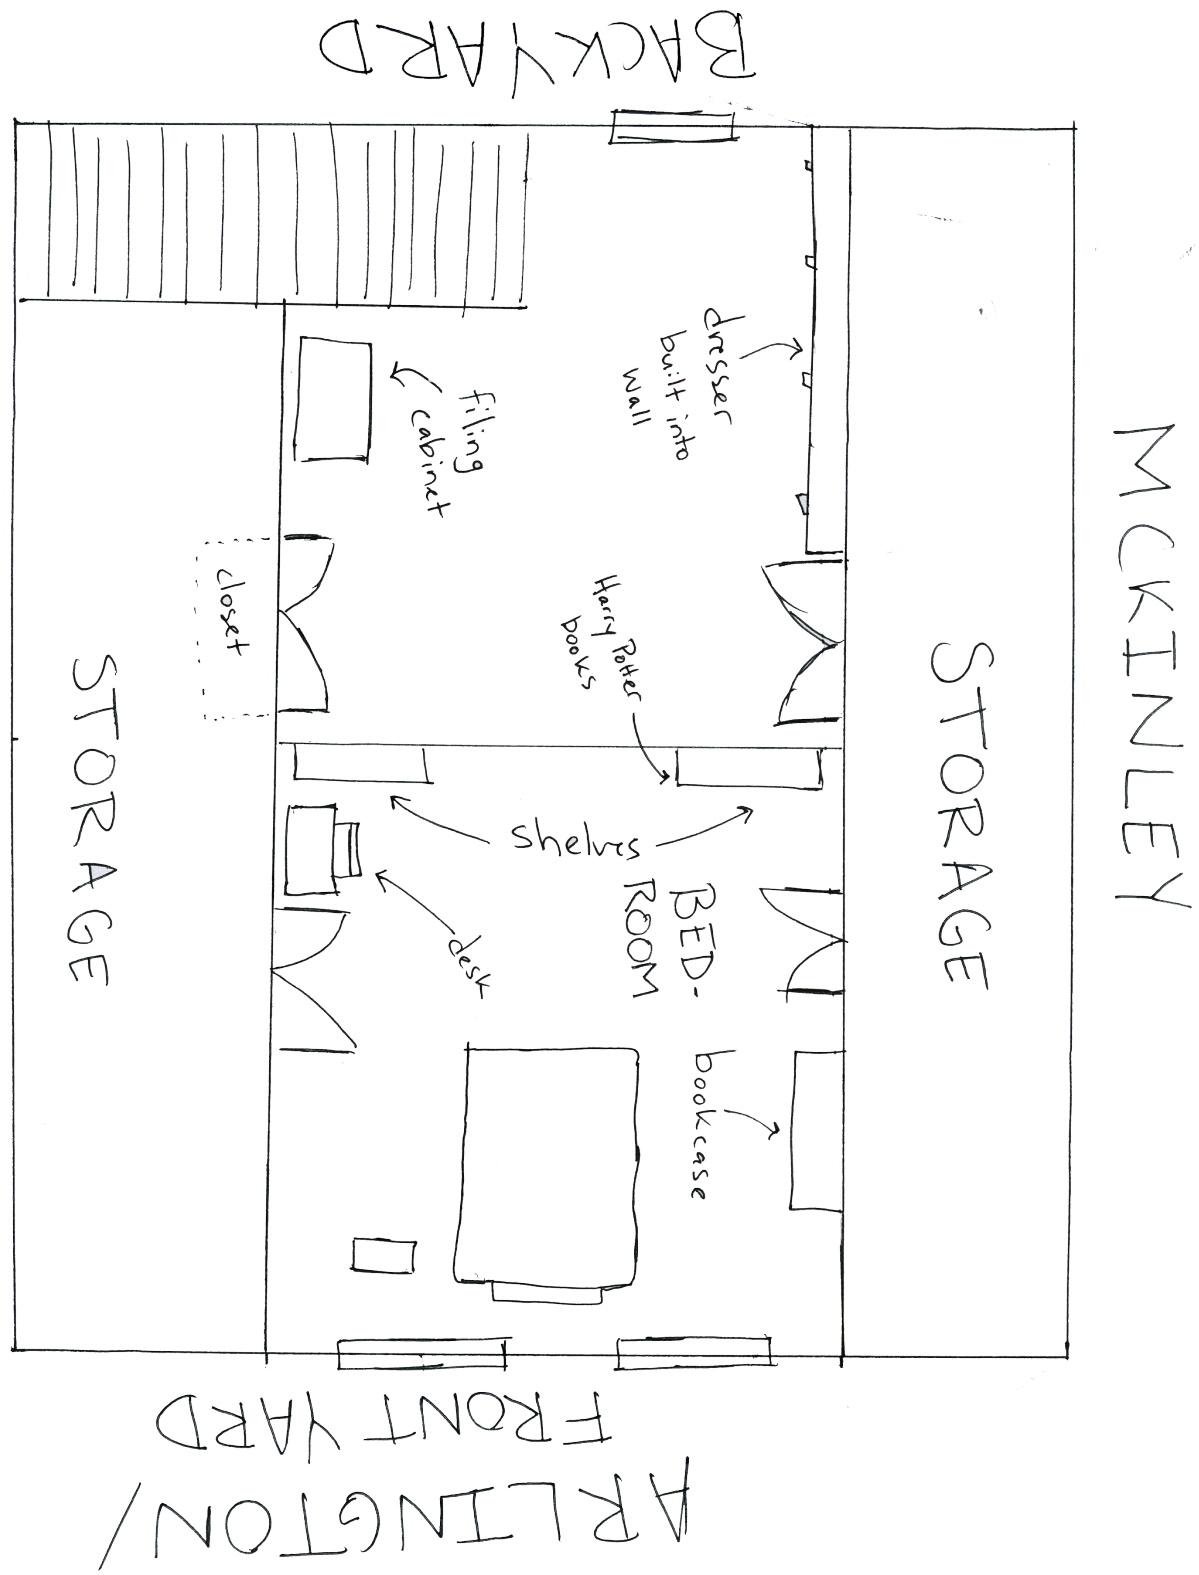 BACKYARD
dresser
built into
wall
filing
cabinet
MCKINLEY
closet
Harry Potter
books
STORAGE
STORAGE
shelves
BED-
ROOM
desk
bookcase
ARLINGTON/
FRONT YARD